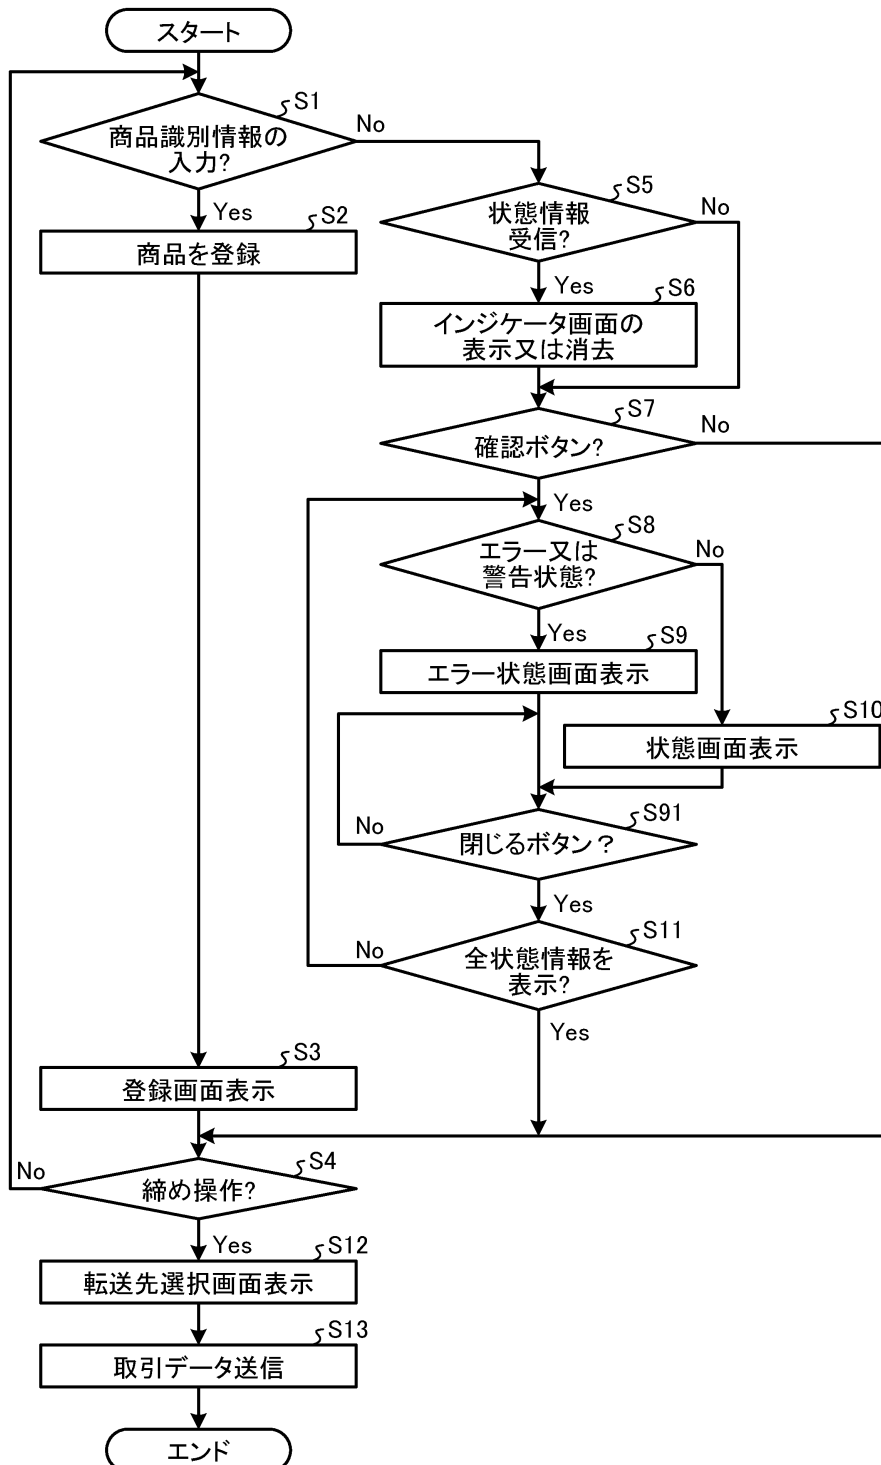 スタート
S1
商品識別情報の
入力?
No
Yes
S2
商品を登録
S5
状態情報
受信?
No
Yes
S6
インジケータ画面の
表示又は消去
S7
確認ボタン?
No
Yes
S8
エラー又は
警告状態?
No
Yes
S9
エラー状態画面表示
S10
状態画面表示
S91
閉じるボタン？
No
Yes
S11
全状態情報を
表示?
No
Yes
S3
登録画面表示
S4
締め操作?
No
Yes
S12
転送先選択画面表示
S13
取引データ送信
エンド